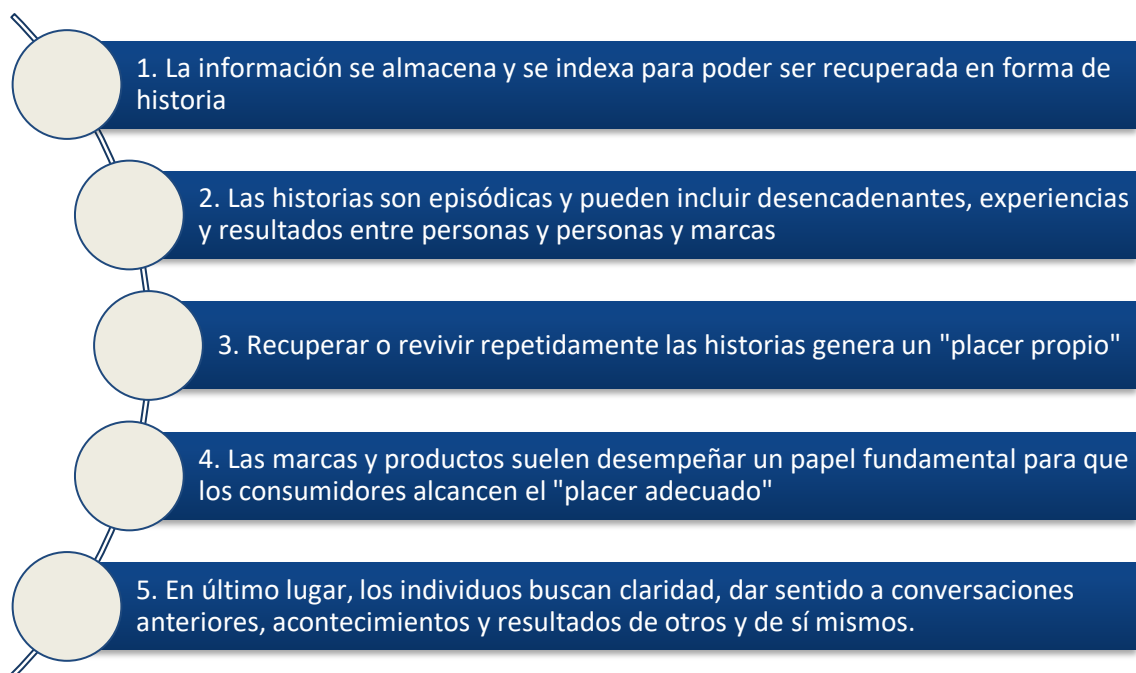 1. La información se almacena y se indexa para poder ser recuperada en forma de
historia
2. Las historias son episódicas y pueden incluir desencadenantes, experiencias
y resultados entre personas y personas y marcas
3. Recuperar o revivir repetidamente las historias genera un "placer propio"
4. Las marcas y productos suelen desempeñar un papel fundamental para que
los consumidores alcancen el "placer adecuado"
5. En último lugar, los individuos buscan claridad, dar sentido a conversaciones
anteriores, acontecimientos y resultados de otros y de sí mismos.